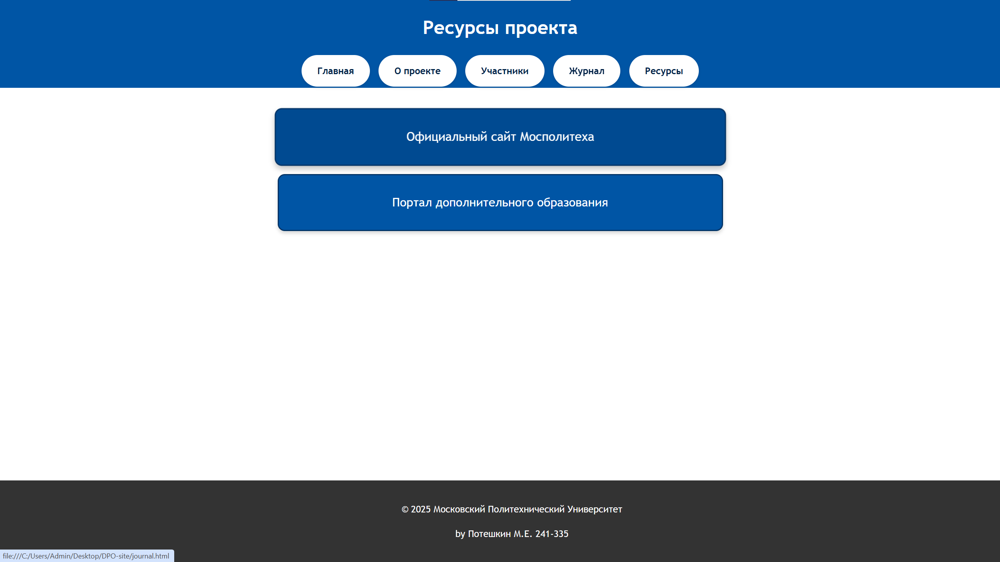 Ресурсы проекта
Главная О проекте Участники Журнал Ресурсы
Официальный сайт Мосполитеха
Портал дополнительного образования
© 2025 Московский Политехнический Университет
by Потешкин М.Е. 241-335
file:///C:/Users/Admin/Desktop/DPO-site/journal.html